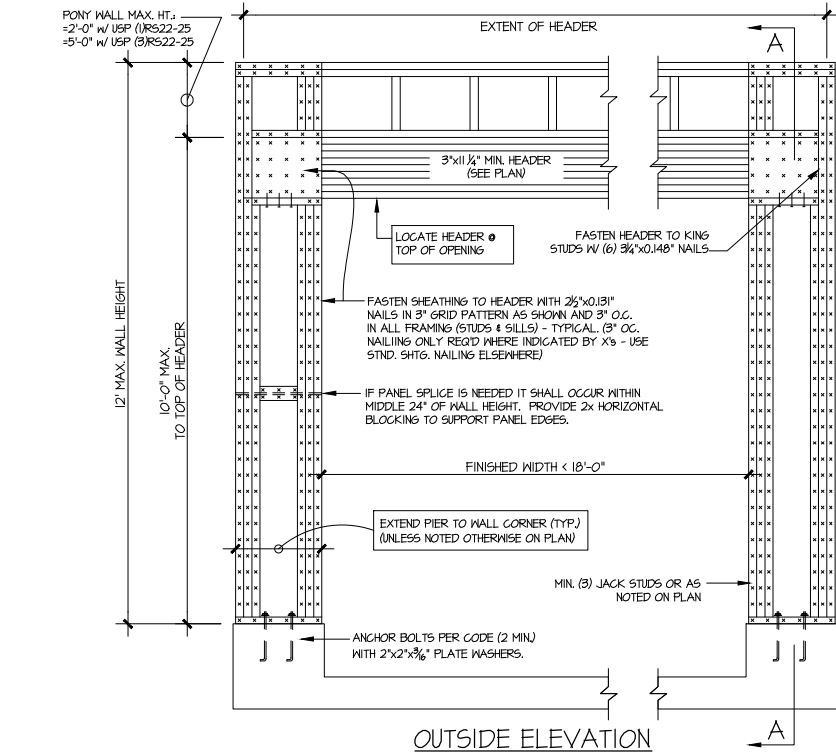 PONY WALL MAX. HT.:
=2'-0" W/ USP (1)RS22-25
=5'-0" W/ USP (3)RS22-25
EXTENT OF HEADER
A
3"x11 1/4" MIN. HEADER
(SEE PLAN)
LOCATE HEADER @
TOP OF OPENING
FASTEN HEADER TO KING
STUDS W/ (6) 3 1/4"x0.148" NAILS
FASTEN SHEATHING TO HEADER WITH 2 1/2"x0.131"
NAILS IN 3" GRID PATTERN AS SHOWN AND 3" O.C.
IN ALL FRAMING (STUDS & SILLS) - TYPICAL. (3" OC.
NAILIING ONLY REQ'D WHERE INDICATED BY X's - USE
STND. SHTG. NAILING ELSEWHERE)
12' MAX. WALL HEIGHT
10'-0" MAX.
TO TOP OF HEADER
IF PANEL SPLICE IS NEEDED IT SHALL OCCUR WITHIN
MIDDLE 24" OF WALL HEIGHT. PROVIDE 2x HORIZONTAL
BLOCKING TO SUPPORT PANEL EDGES.
FINISHED WIDTH < 18'-0"
EXTEND PIER TO WALL CORNER (TYP.)
(UNLESS NOTED OTHERWISE ON PLAN)
MIN. (3) JACK STUDS OR AS
NOTED ON PLAN
ANCHOR BOLTS PER CODE (2 MIN.)
WITH 2"x2"x3/16" PLATE WASHERS.
A
OUTSIDE ELEVATION